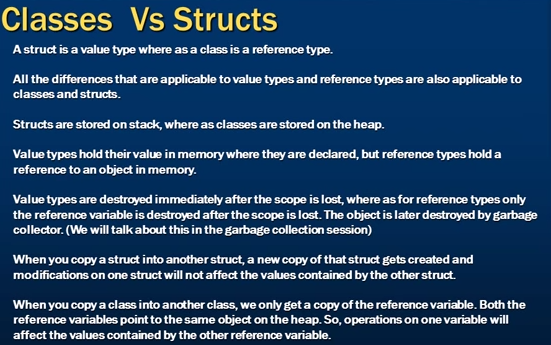 Classes Vs Structs
A struct is a value type where as a class is a reference type.
All the differences that are applicable to value types and reference types are also applicable to
classes and structs.
Structs are stored on stack, where as classes are stored on the heap.
Value types hold their value in memory where they are declared, but reference types hold a
reference to an object in memory.
Value types are destroyed immediately after the scope is lost, where as for reference types only
the reference variable is destroyed after the scope is lost. The object is later destroyed by garbage
collector. (We will talk about this in the garbage collection session)
When you copy a struct into another struct, a new copy of that struct gets created and
modifications on one struct will not affect the values contained by the other struct.
When you copy a class into another class, we only get a copy of the reference variable. Both the
reference variables point to the same object on the heap. So, operations on one variable will
affect the values contained by the other reference variable.